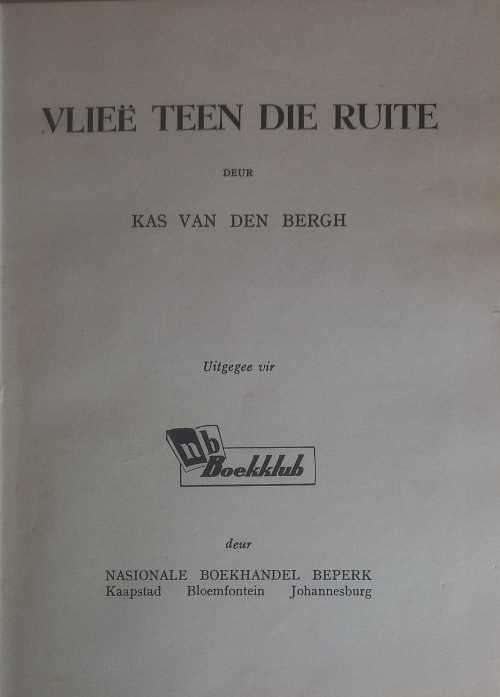 VLIEË TEEN DIE RUITE
DEUR
KAS VAN DEN BERGH
Uitgegee vir
nb
Boekklub
deur
NASIONALE BOEKHANDEL BEPERK
Kaapstad Bloemfontein Johannesburg